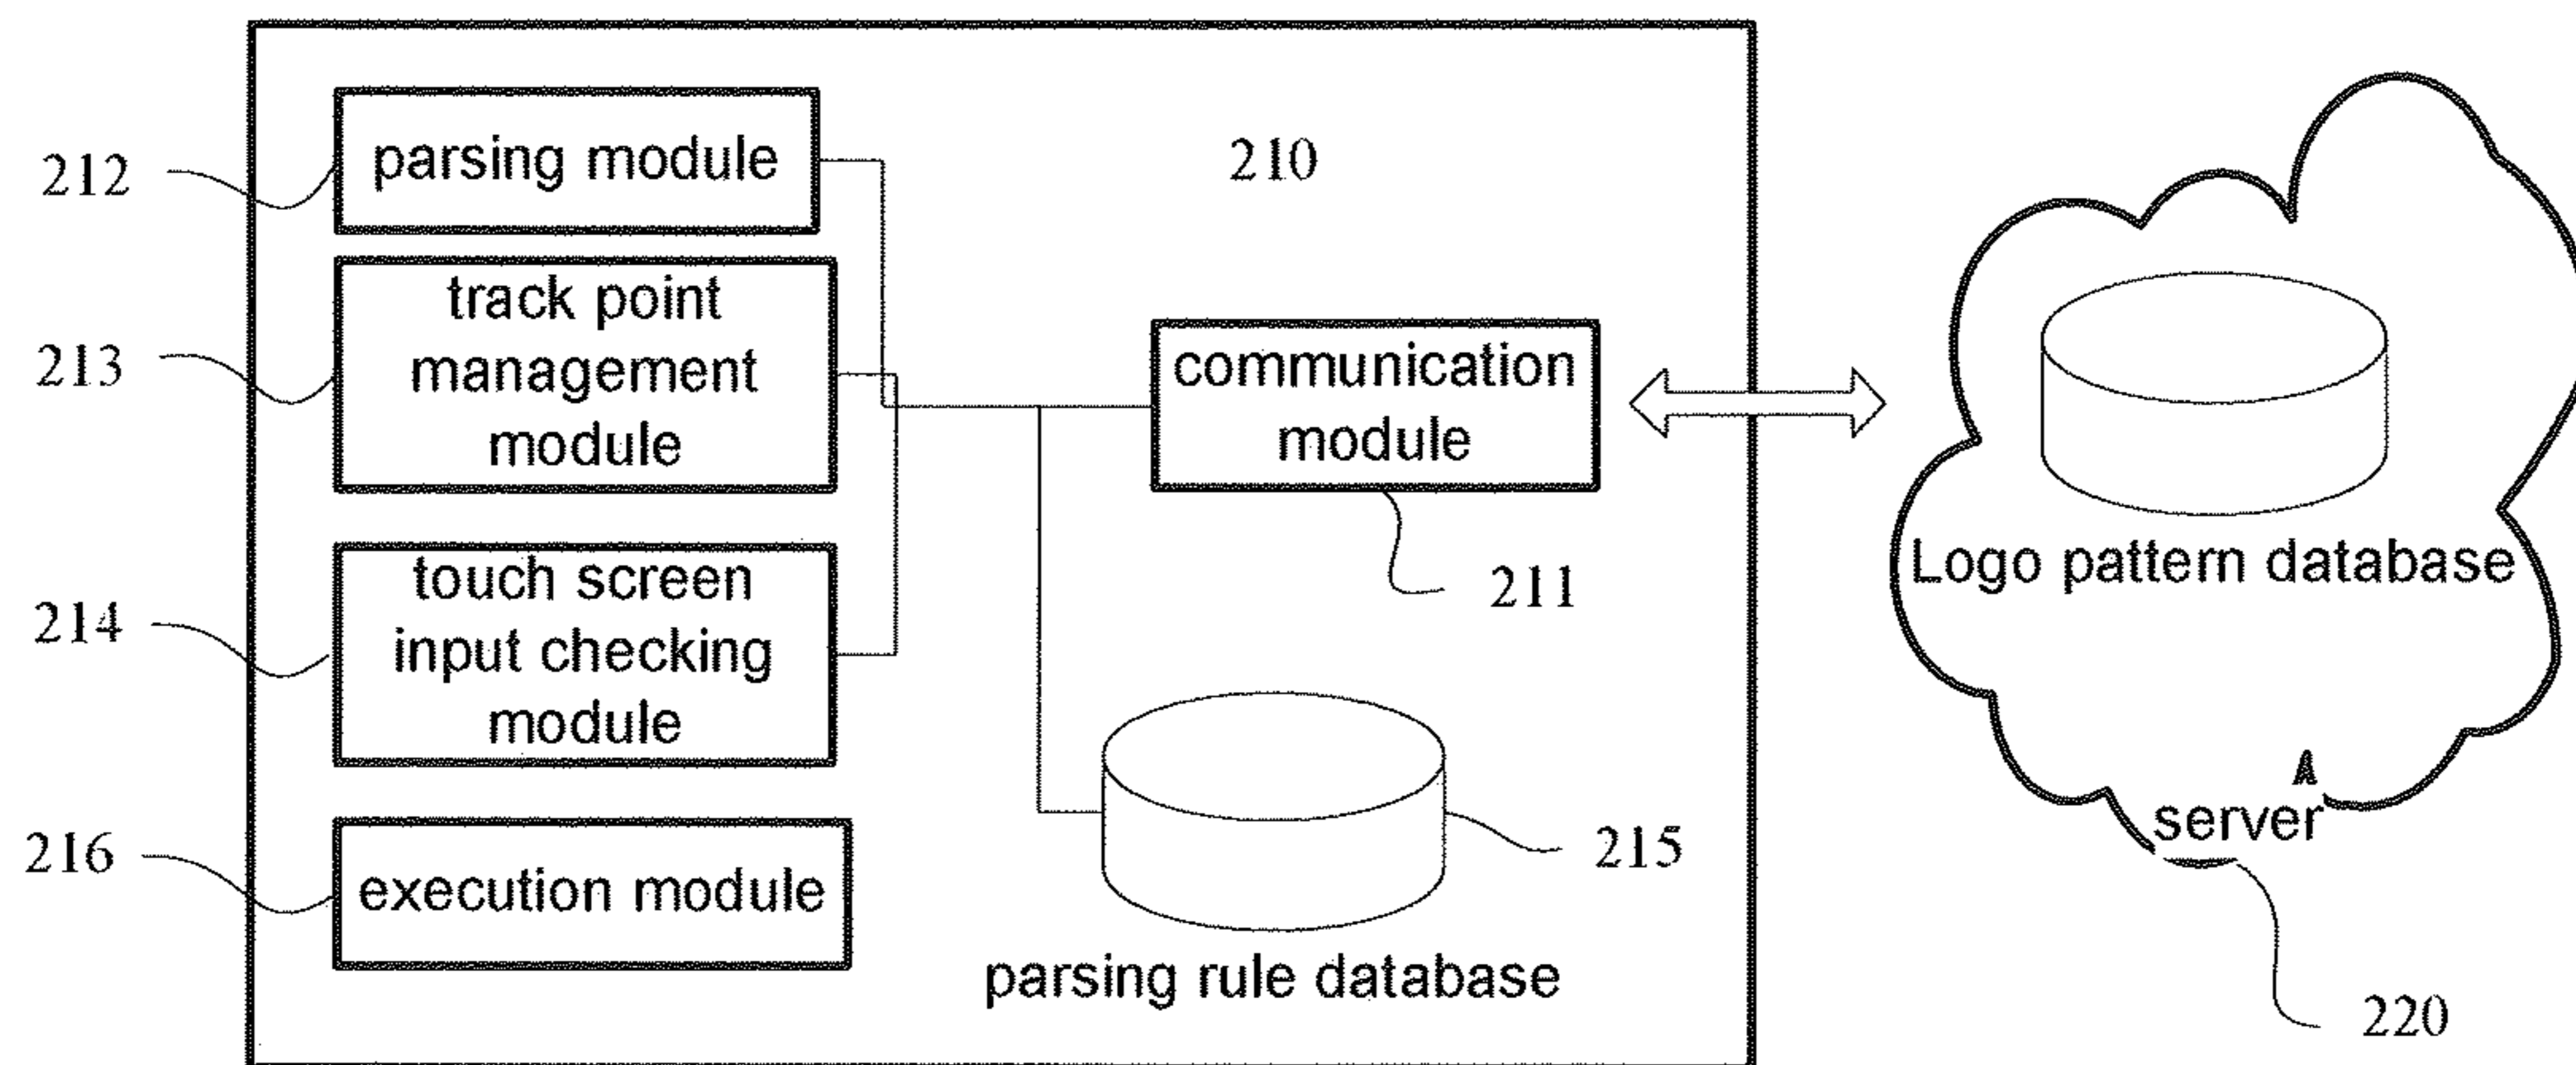 212
parsing module
210
213
track point
management
module
communication
module
211
214
touch screen
input checking
module
216
execution module
215
parsing rule database
Logo pattern database
server
220